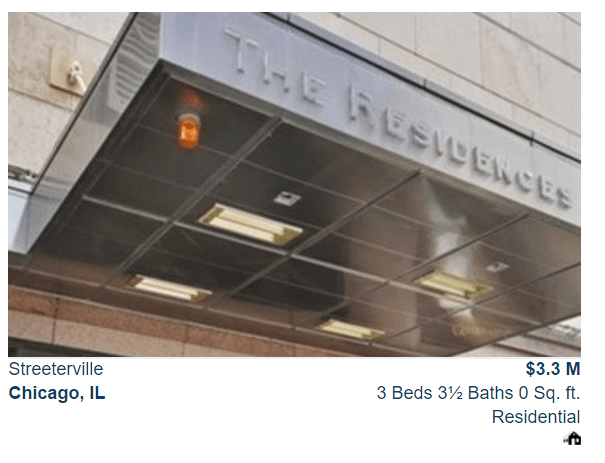 THE RESIDENCES
Streeterville
$3.3 M
Chicago, IL
3 Beds 3½ Baths 0 Sq. ft.
Residential